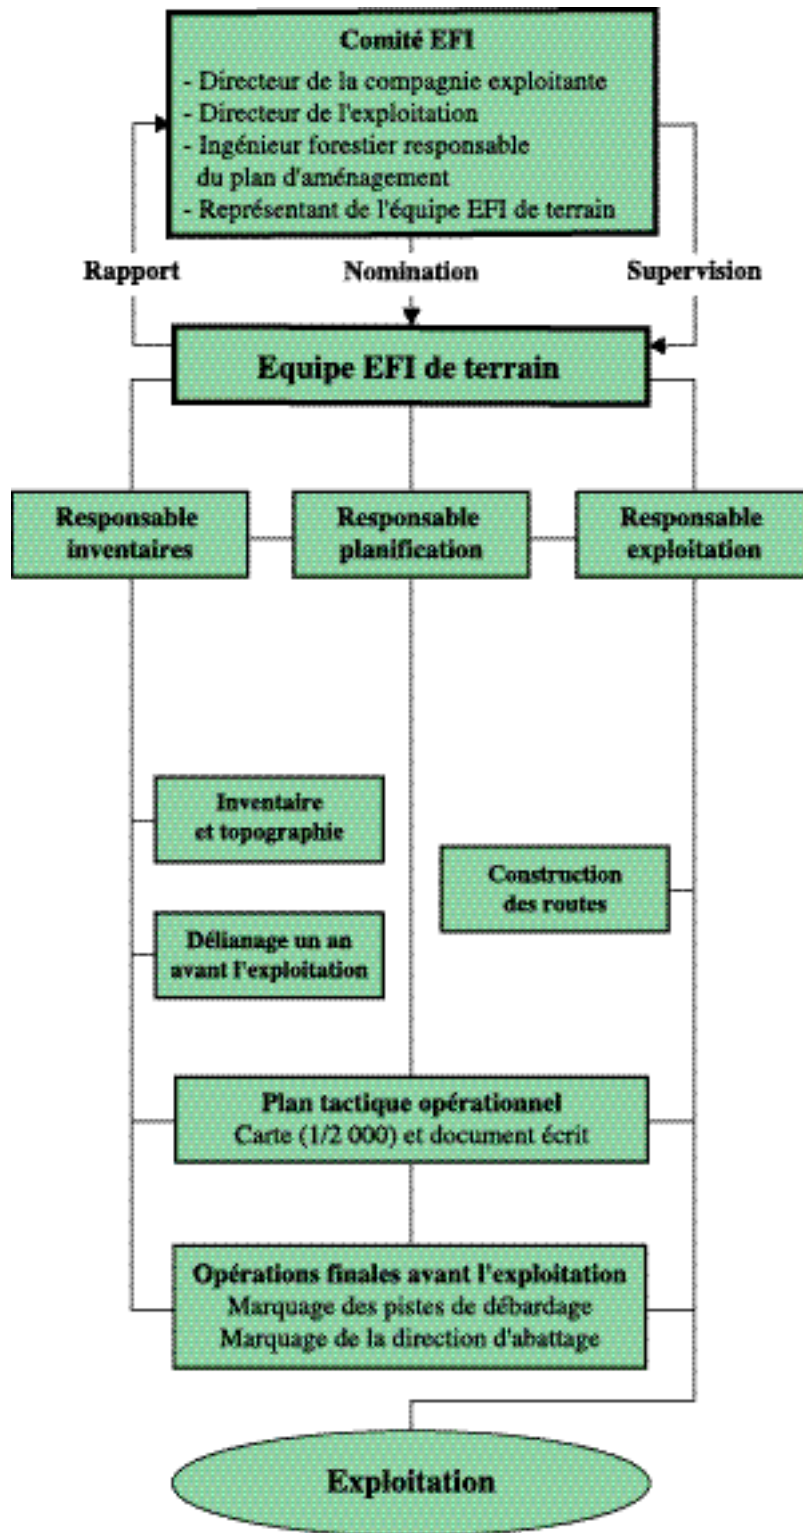 Comité EFI
- Directeur de la compagnie exploitante
- Directeur de l'exploitation
- Ingénieur forestier responsable
du plan d'aménagement
- Représentant de l'équipe EFI de terrain
Rapport
Nomination
Supervision
Equipe EFI de terrain
Responsable
inventaires
Responsable
planification
Responsable
exploitation
Inventaire
et topographie
Construction
des routes
Délianage un an
avant l'exploitation
Plan tactique opérationnel
Carte (1/2 000) et document écrit
Opérations finales avant l'exploitation
Marquage des pistes de débardage
Marquage de la direction d'abattage
Exploitation